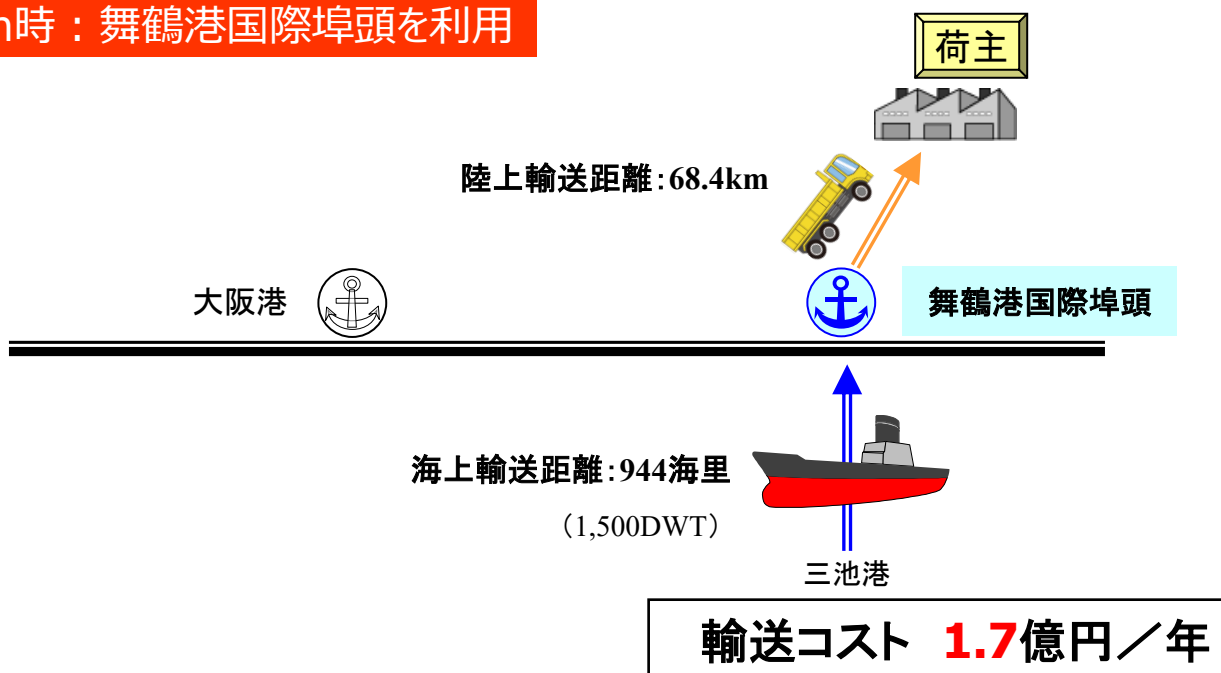 h時：舞鶴港国際埠頭を利用
荷主
陸上輸送距離：68.4km
大阪港
舞鶴港国際埠頭
海上輸送距離：944海里
（1,500DWT）
三池港
輸送コスト 1.7億円／年